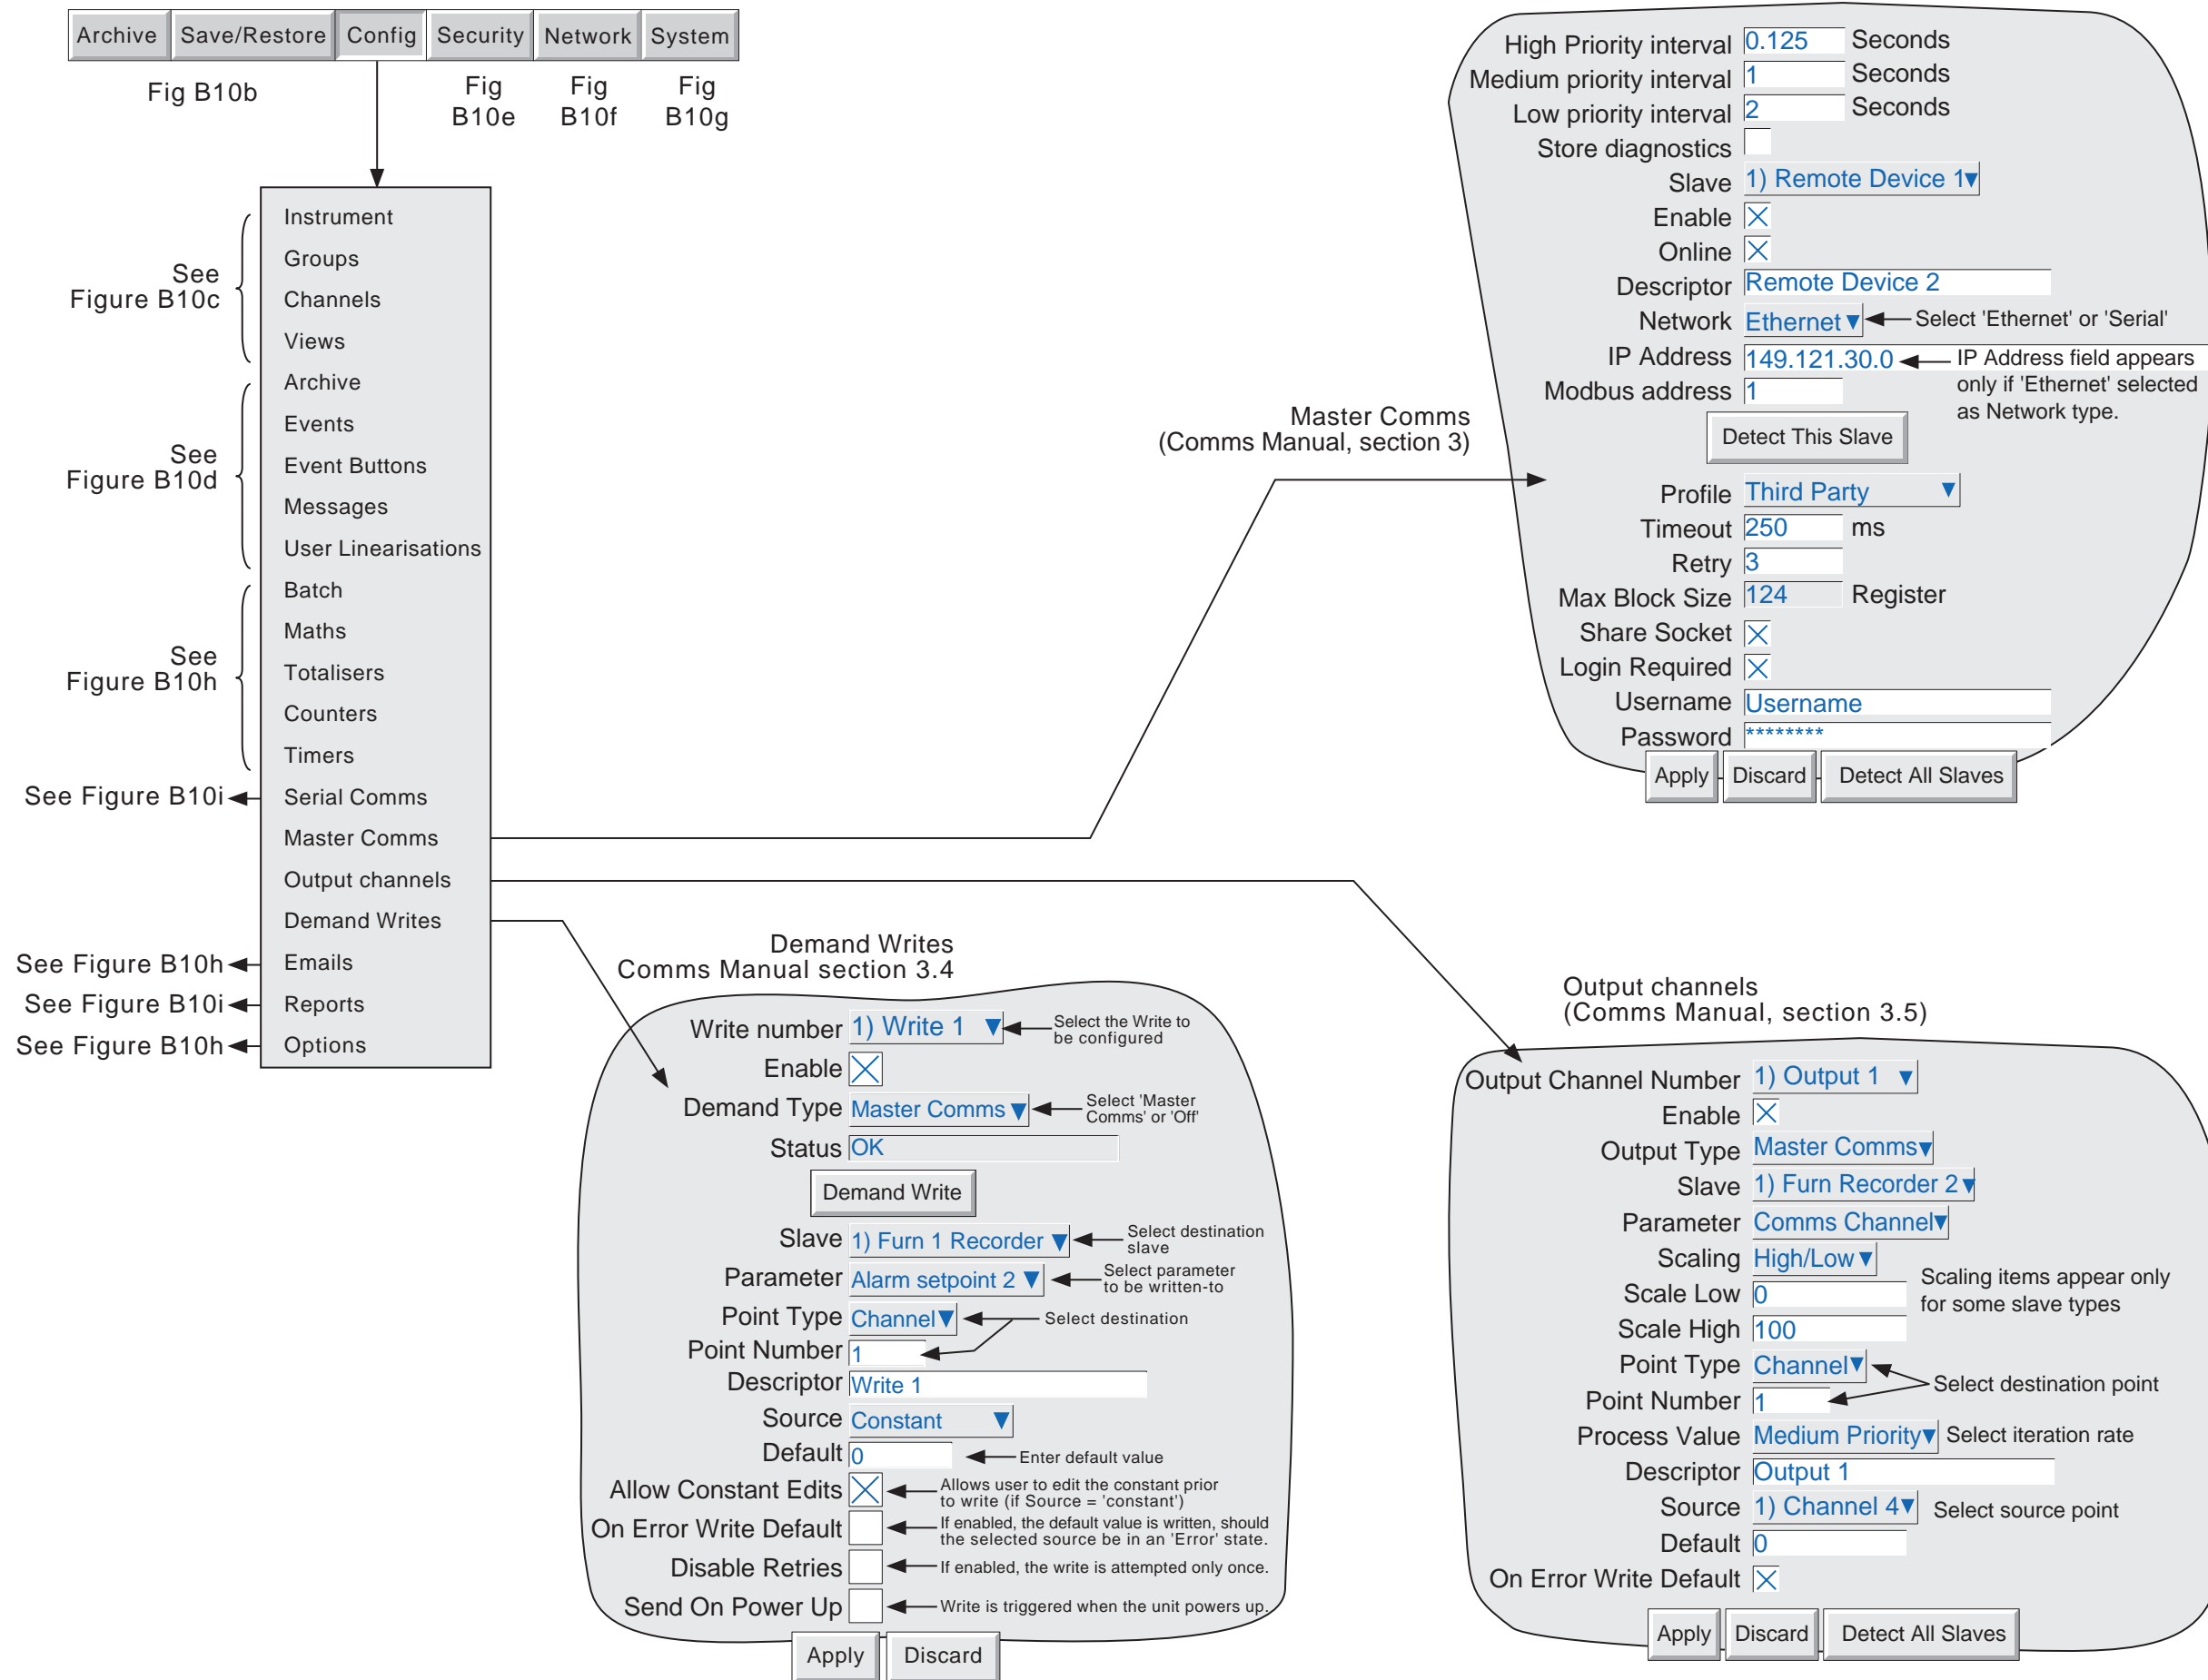 Archive Save/Restore Config Security Network System
Fig B10b
Fig
B10e
Fig
B10f
Fig
B10g
See
Figure B10c
Instrument
Groups
Channels
Views
See
Figure B10d
Archive
Events
Event Buttons
Messages
User Linearisations
See
Figure B10h
Batch
Maths
Totalisers
Counters
Timers
See Figure B10i Serial Comms
Master Comms
Output channels
Demand Writes
See Figure B10h Emails
See Figure B10i Reports
See Figure B10h Options
Master Comms
(Comms Manual, section 3)
High Priority interval 0.125 Seconds
Medium priority interval 1 Seconds
Low priority interval 2 Seconds
Store diagnostics
Slave 1) Remote Device 1
Enable
Online
Descriptor Remote Device 2
Network Ethernet Select 'Ethernet' or 'Serial'
IP Address 149.121.30.0 IP Address field appears
only if 'Ethernet' selected
as Network type.
Modbus address 1
Detect This Slave
Profile Third Party
Timeout 250 ms
Retry 3
Max Block Size 124 Register
Share Socket
Login Required
Username Username
Password ********
Apply Discard Detect All Slaves
Demand Writes
Comms Manual section 3.4
Write number 1) Write 1 Select the Write to
be configured
Enable
Demand Type Master Comms Select 'Master
Comms' or 'Off'
Status OK
Demand Write
Slave 1) Furn 1 Recorder Select destination
slave
Parameter Alarm setpoint 2 Select parameter
to be written-to
Point Type Channel Select destination
Point Number 1
Descriptor Write 1
Source Constant
Default 0 Enter default value
Allow Constant Edits Allows user to edit the constant prior
to write (if Source = 'constant')
On Error Write Default If enabled, the default value is written, should
the selected source be in an 'Error' state.
Disable Retries If enabled, the write is attempted only once.
Send On Power Up Write is triggered when the unit powers up.
Apply Discard
Output channels
(Comms Manual, section 3.5)
Output Channel Number 1) Output 1
Enable
Output Type Master Comms
Slave 1) Furn Recorder 2
Parameter Comms Channel
Scaling High/Low
Scaling items appear only
for some slave types
Scale Low 0
Scale High 100
Point Type Channel
Select destination point
Point Number 1
Process Value Medium Priority Select iteration rate
Descriptor Output 1
Source 1) Channel 4 Select source point
Default 0
On Error Write Default
Apply Discard Detect All Slaves